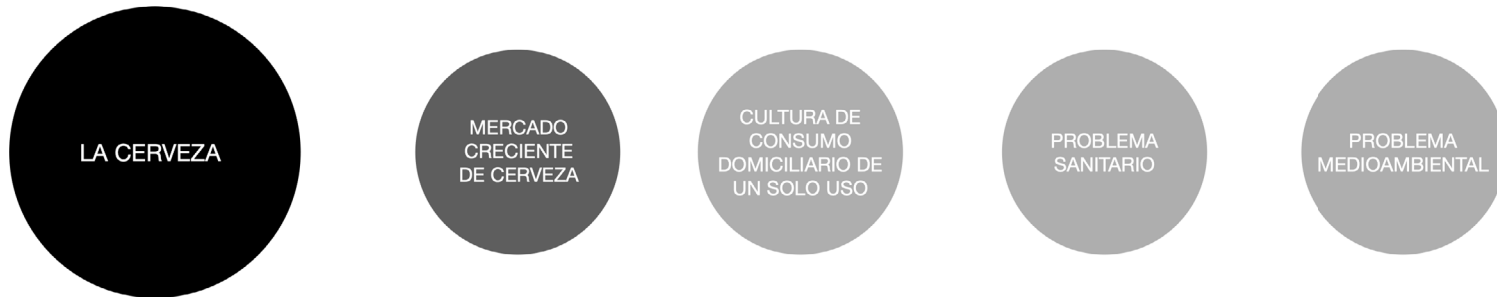 LA CERVEZA
MERCADO
CRECIENTE
DE CERVEZA
CULTURA DE
CONSUMO
DOMICILIARIO DE
UN SOLO USO
PROBLEMA
SANITARIO
PROBLEMA
MEDIOAMBIENTAL